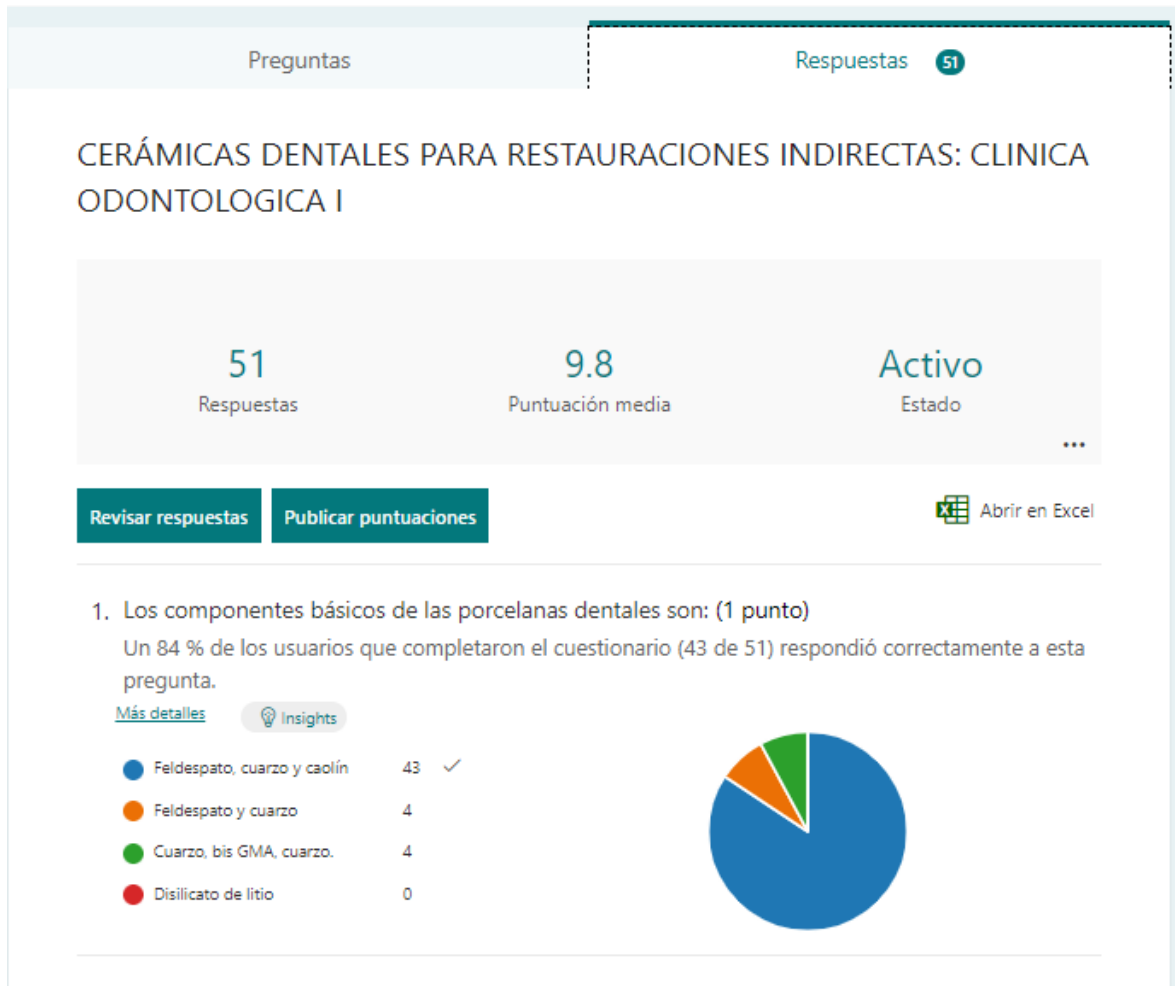 Preguntas
Respuestas 51
CERÁMICAS DENTALES PARA RESTAURACIONES INDIRECTAS: CLINICA
ODONTOLOGICA I
51
Respuestas
9.8
Puntuación media
Activo
Estado
...
Revisar respuestas
Publicar puntuaciones
Abrir en Excel
1. Los componentes básicos de las porcelanas dentales son: (1 punto)
Un 84 % de los usuarios que completaron el cuestionario (43 de 51) respondió correctamente a esta
pregunta.
Más detalles
Insights
Feldespato, cuarzo y caolín 43
Feldespato y cuarzo 4
Cuarzo, bis GMA, cuarzo. 4
Disilicato de litio 0